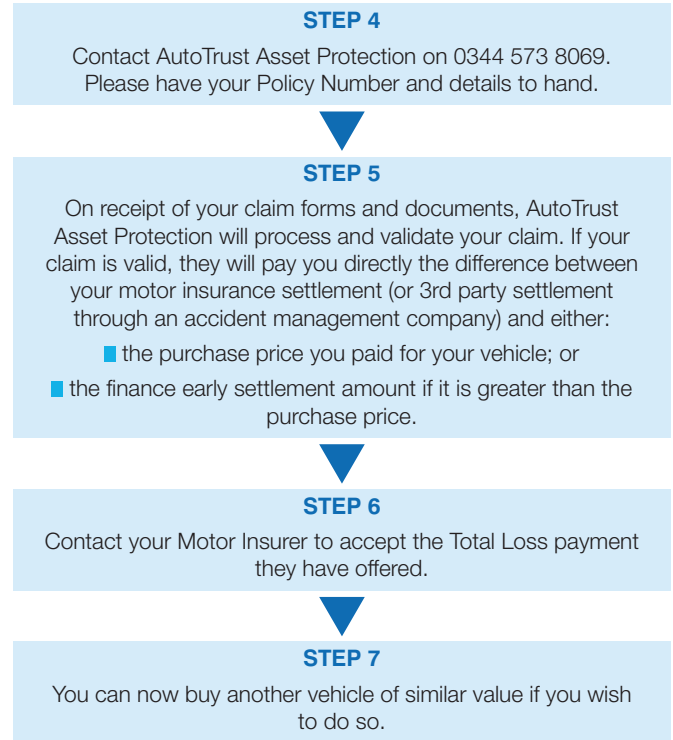 STEP 4
Contact AutoTrust Asset Protection on 0344 573 8069.
Please have your Policy Number and details to hand.
STEP 5
On receipt of your claim forms and documents, AutoTrust
Asset Protection will process and validate your claim. If your
claim is valid, they will pay you directly the difference between
your motor insurance settlement (or 3rd party settlement
through an accident management company) and either:
the purchase price you paid for your vehicle; or
the finance early settlement amount if it is greater than the
purchase price.
STEP 6
Contact your Motor Insurer to accept the Total Loss payment
they have offered.
STEP 7
You can now buy another vehicle of similar value if you wish
to do so.